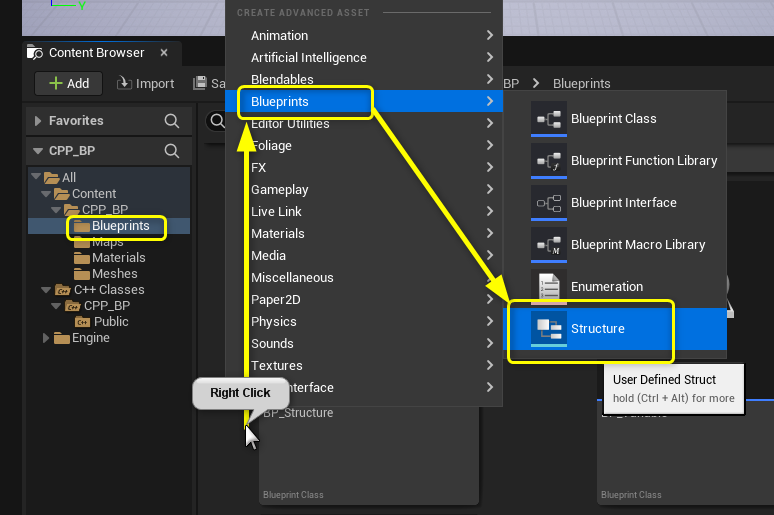 Y
CREATE ADVANCED ASSET
Animation
Artificial Intelligence
Blendables
Blueprints
Editor Utilities
Foliage
FX
Gameplay
Live Link
Materials
Media
Miscellaneous
Paper2D
Physics
Sounds
Textures
Content Browser
Add
Import
BP
Blueprints
Favorites
CPP_BP
All
Content
CPP_BP
Blueprints
Maps
Materials
Meshes
C++ Classes
CPP_BP
Public
Engine
Blueprint Class
Blueprint Function Library
Blueprint Interface
Blueprint Macro Library
Enumeration
Structure
User Defined Struct
hold (Ctrl + Alt) for more
Right Click
BP_Structure
Blueprint Class
Blueprint Class